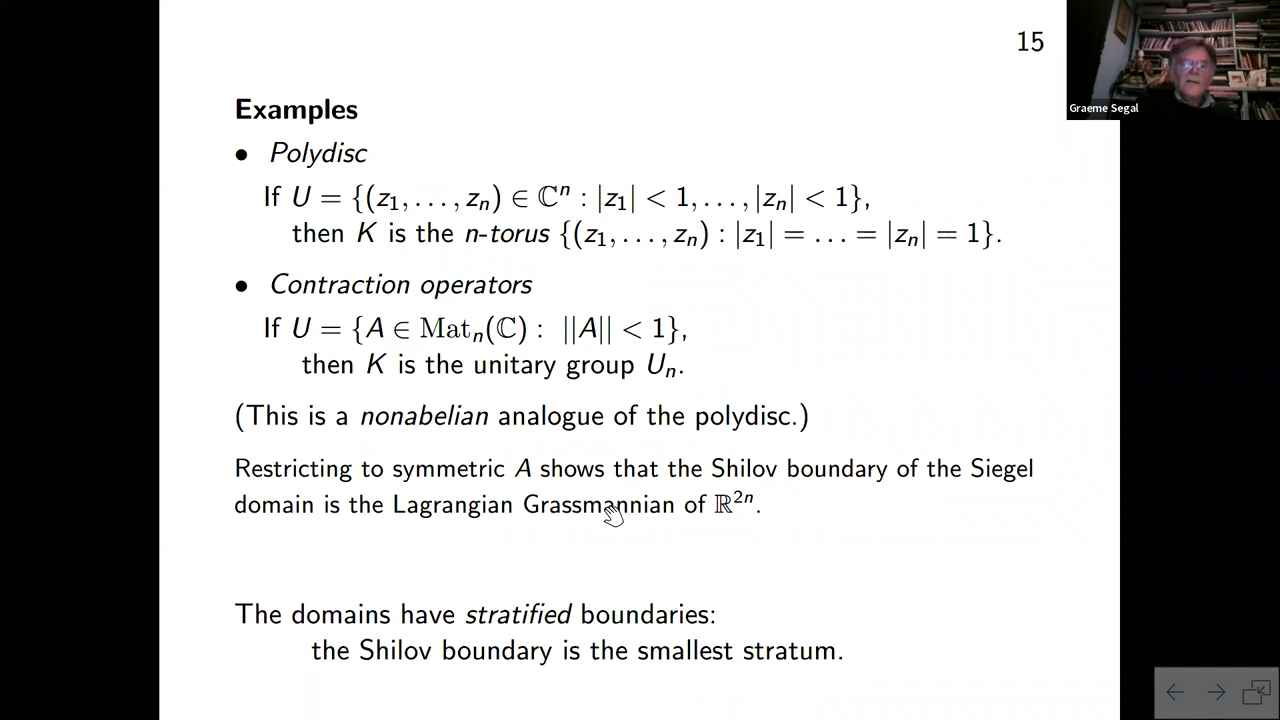 15
Graeme Segal
Examples
• Polydisc
If U = {(z₁, . . . , zₙ) ∈ ℂⁿ : |z₁| < 1, . . . , |zₙ| < 1},
then K is the n-torus {(z₁, . . . , zₙ) : |z₁| = . . . = |zₙ| = 1}.
• Contraction operators
If U = {A ∈ Matₙ(ℂ) : ||A|| < 1},
then K is the unitary group Uₙ.
(This is a nonabelian analogue of the polydisc.)
Restricting to symmetric A shows that the Shilov boundary of the Siegel
domain is the Lagrangian Grassmannian of ℝ²ⁿ.
The domains have stratified boundaries:
the Shilov boundary is the smallest stratum.